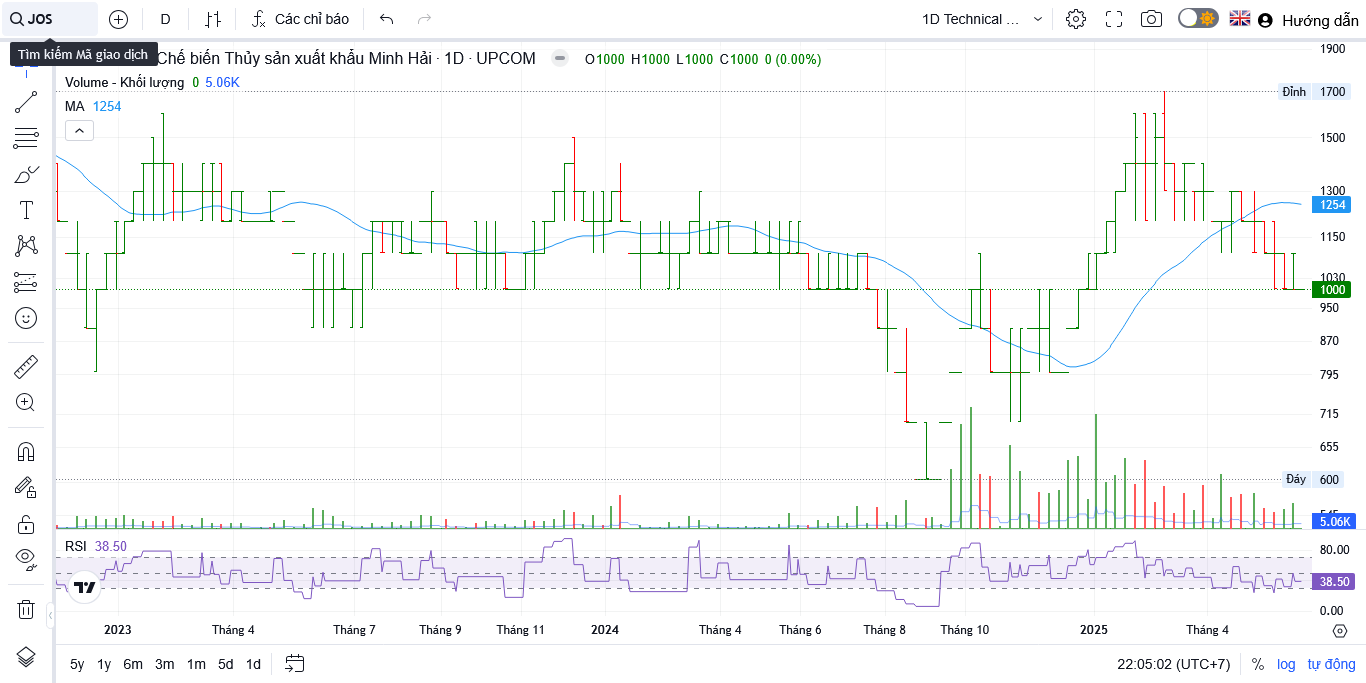 JOS
D
Các chỉ báo
1D Technical ...
Hướng dẫn
Tìm kiếm Mã giao dịch
Chế biến Thủy sản xuất khẩu Minh Hải · 1D · UPCOM
O1000 H1000 L1000 C1000 0 (0.00%)
Volume - Khối lượng 0 5.06K
MA 1254
1900
Đỉnh 1700
1500
1300
1254
1150
1030
1000
950
870
795
715
655
Đáy 600
545
5.06K
RSI 38.50
80.00
38.50
0.00
2023 Tháng 4 Tháng 7 Tháng 9 Tháng 11 2024 Tháng 4 Tháng 6 Tháng 8 Tháng 10 2025 Tháng 4
5y 1y 6m 3m 1m 5d 1d
22:05:02 (UTC+7) % log tự động